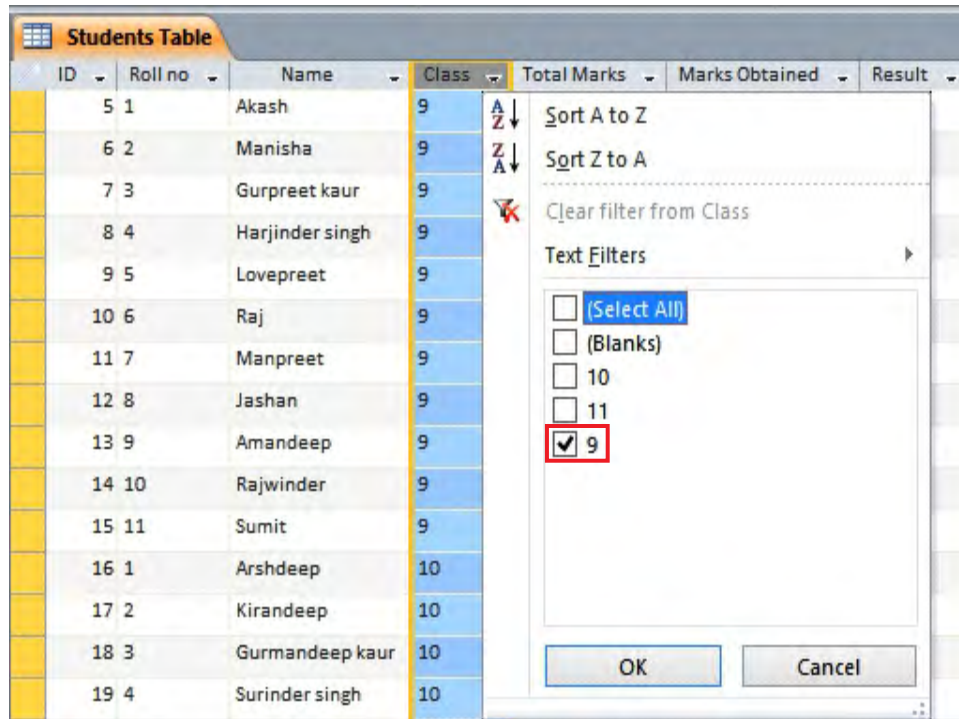 Students Table
ID Roll no Name Class Total Marks Marks Obtained Result
5 1 Akash 9
6 2 Manisha 9
7 3 Gurpreet kaur 9
8 4 Harjinder singh 9
9 5 Lovepreet 9
10 6 Raj 9
11 7 Manpreet 9
12 8 Jashan 9
13 9 Amandeep 9
14 10 Rajwinder 9
15 11 Sumit 9
16 1 Arshdeep 10
17 2 Kirandeep 10
18 3 Gurmandeep kaur 10
19 4 Surinder singh 10
A Z Sort A to Z
Z A Sort Z to A
Clear filter from Class
Text Filters
(Select All)
(Blanks)
10
11
9
OK Cancel